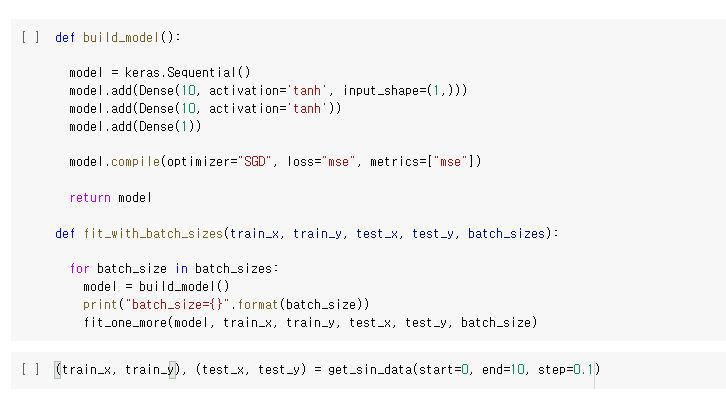 [ ] def build_model():
model = keras.Sequential()
model.add(Dense(10, activation='tanh', input_shape=(1,)))
model.add(Dense(10, activation='tanh'))
model.add(Dense(1))
model.compile(optimizer="SGD", loss="mse", metrics=["mse"])
return model
def fit_with_batch_sizes(train_x, train_y, test_x, test_y, batch_sizes):
for batch_size in batch_sizes:
model = build_model()
print("batch_size={}".format(batch_size))
fit_one_more(model, train_x, train_y, test_x, test_y, batch_size)
[ ] (train_x, train_y), (test_x, test_y) = get_sin_data(start=0, end=10, step=0.1)